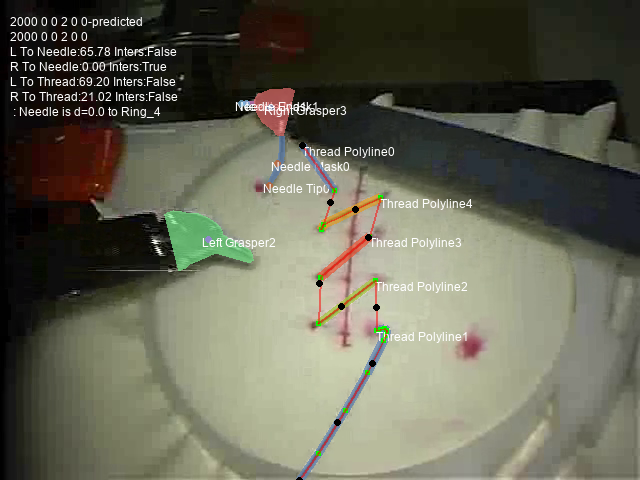 2000 0 0 2 0 0-predicted
2000 0 0 2 0 0
L To Needle:65.78 Inters:False
R To Needle:0.00 Inters:True
L To Thread:69.20 Inters:False
R To Thread:21.02 Inters:False
: Needle is d=0.0 to Ring_4
Right Grasper3
Thread Polyline0
Needle Mask0
Needle Tip0
Thread Polyline4
Left Grasper2
Thread Polyline3
Thread Polyline2
Thread Polyline1